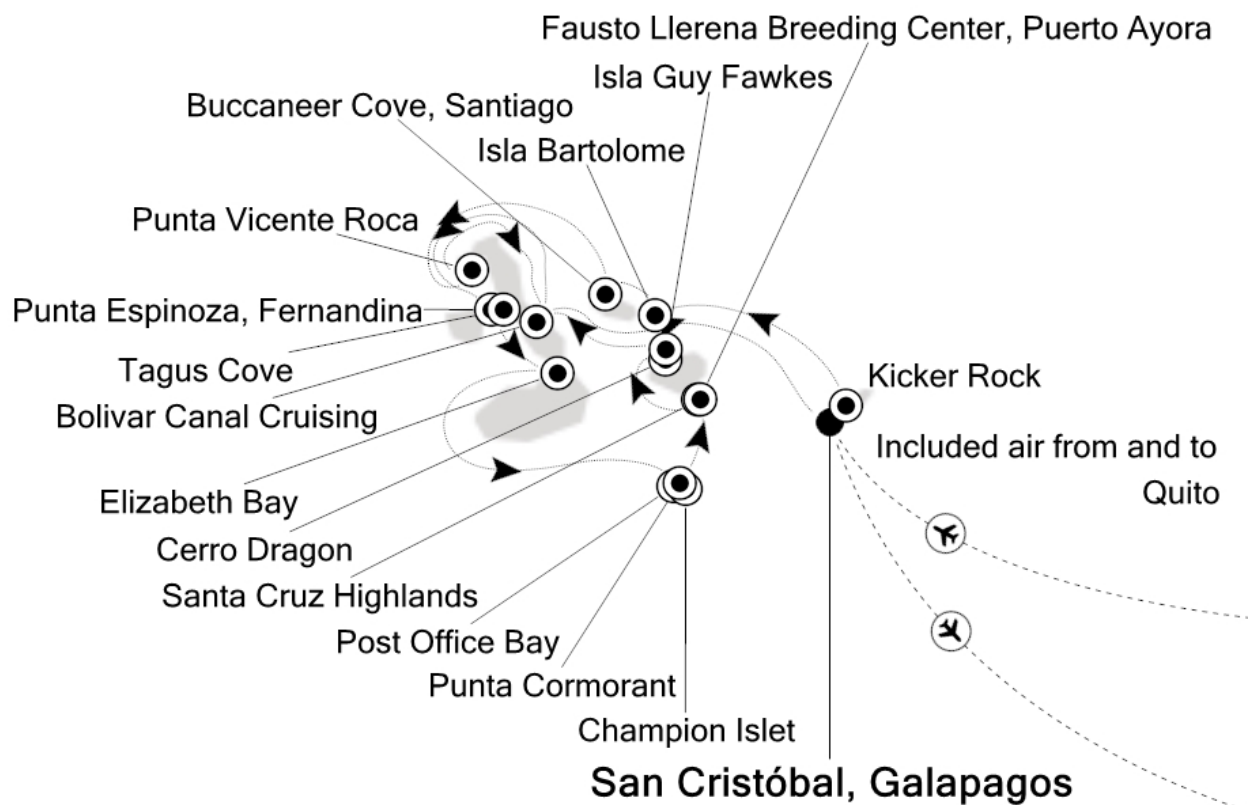 Fausto Llerena Breeding Center, Puerto Ayora
Isla Guy Fawkes
Buccaneer Cove, Santiago
Isla Bartolome
Punta Vicente Roca
Punta Espinoza, Fernandina
Tagus Cove
Kicker Rock
Bolivar Canal Cruising
Included air from and to
Quito
Elizabeth Bay
Cerro Dragon
Santa Cruz Highlands
Post Office Bay
Punta Cormorant
Champion Islet
San Cristóbal, Galapagos